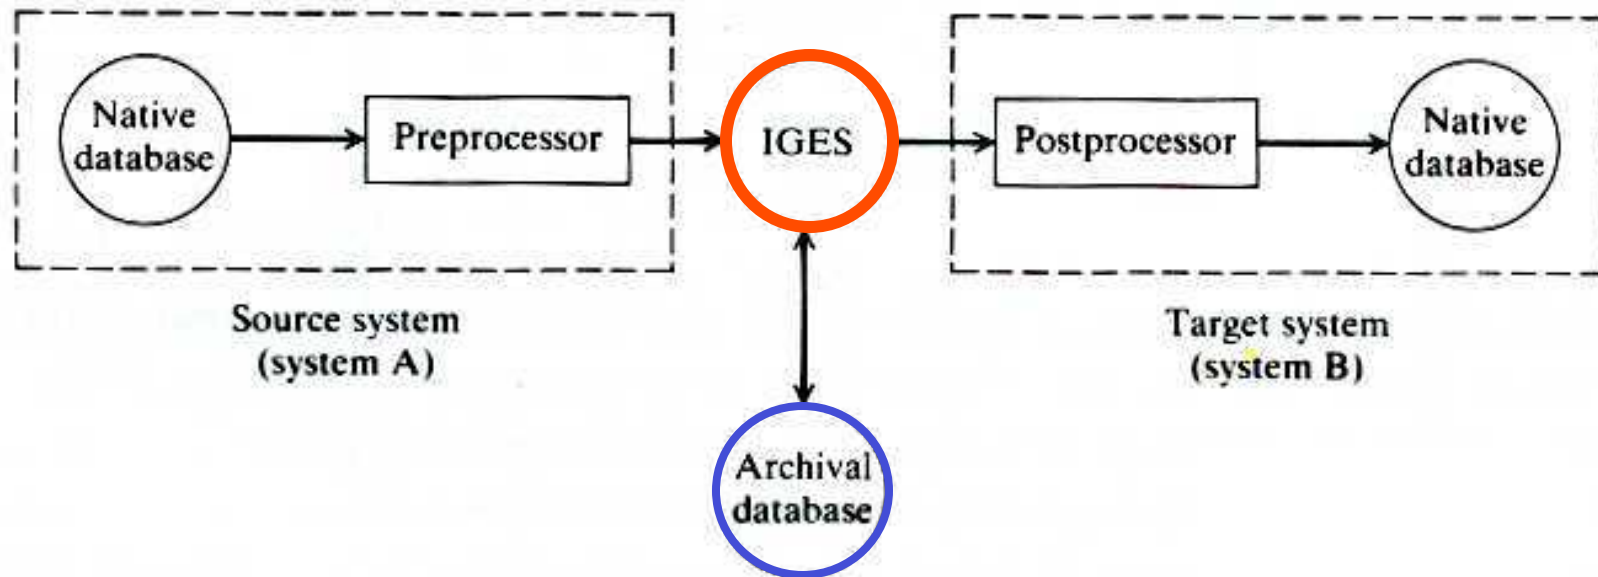 Native
database
Preprocessor
IGES
Postprocessor
Native
database
Source system
(system A)
Target system
(system B)
Archival
database